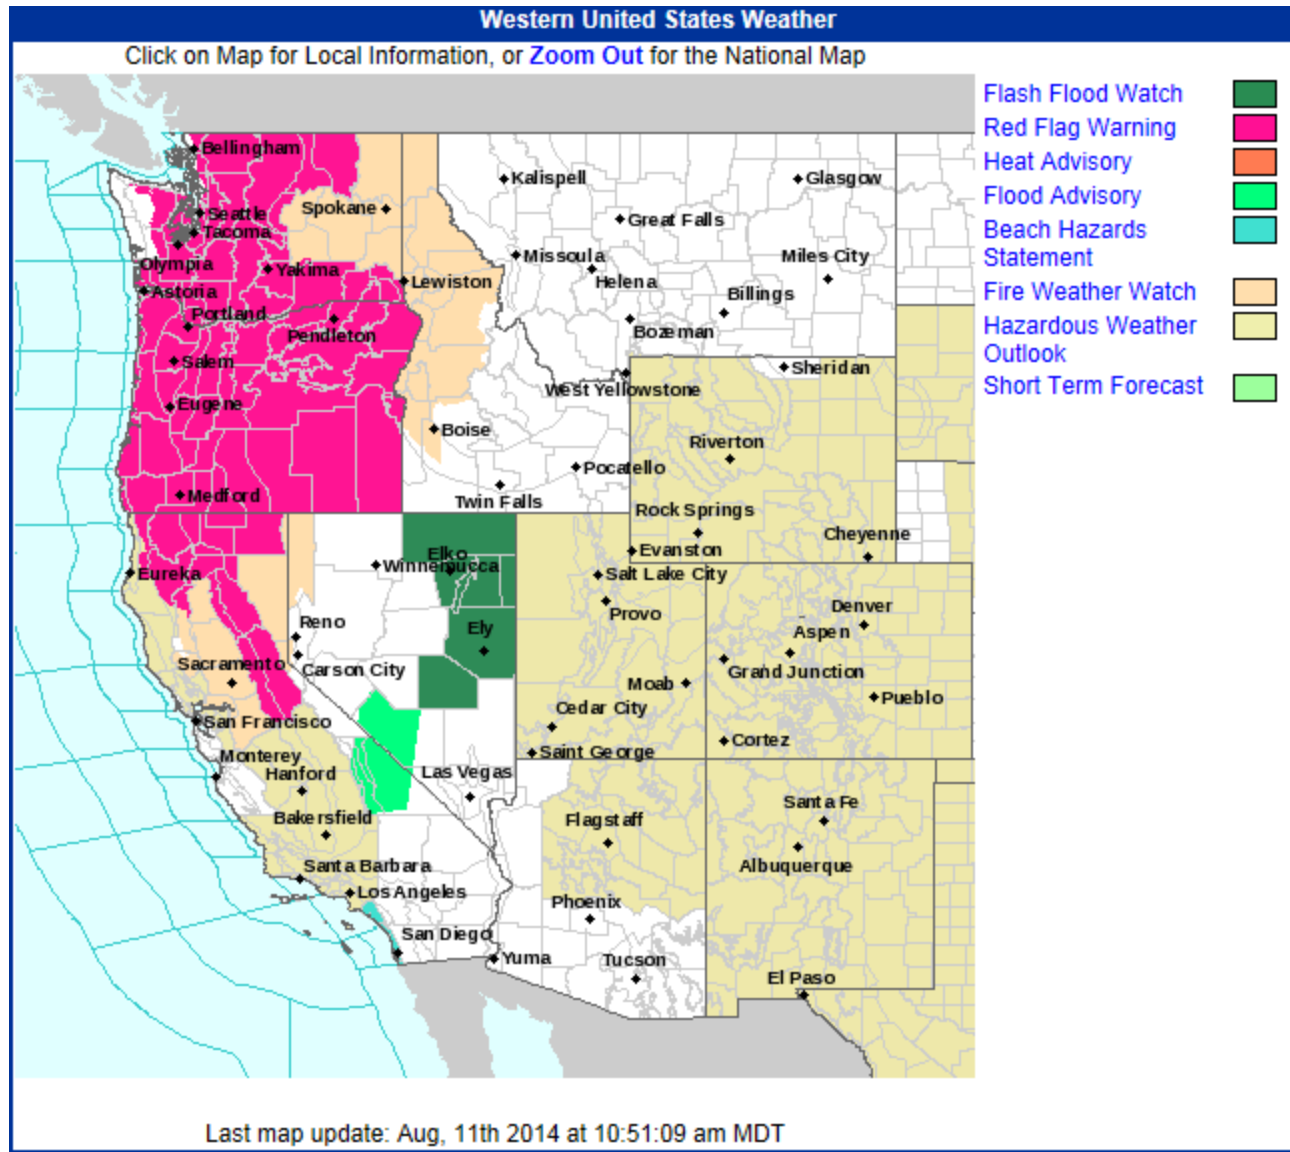 Western United States Weather
Click on Map for Local Information, or Zoom Out for the National Map
Flash Flood Watch
Red Flag Warning
Heat Advisory
Flood Advisory
Beach Hazards
Statement
Fire Weather Watch
Hazardous Weather
Outlook
Short Term Forecast
Bellingham
Kalispell
Glasgow
Spokane
Seattle
Great Falls
Tacoma
Olympia
Yakima
Missoula
Miles City
Lewiston
Helena
Astoria
Billings
Portland
Pendleton
Bozeman
Salem
Sheridan
West Yellowstone
Eugene
Boise
Riverton
Pocatello
Medford
Twin Falls
Rock Springs
Cheyenne
Elko
Evanston
Winnemucca
Eureka
Salt Lake City
Denver
Provo
Reno
Ely
Aspen
Sacramento
Carson City
Grand Junction
Moab
Pueblo
Cedar City
San Francisco
Cortez
Saint George
Monterey
Hanford
Las Vegas
Santa Fe
Bakersfield
Flagstaff
Santa Barbara
Albuquerque
Los Angeles
Phoenix
San Diego
Yuma
Tucson
El Paso
Last map update: Aug, 11th 2014 at 10:51:09 am MDT